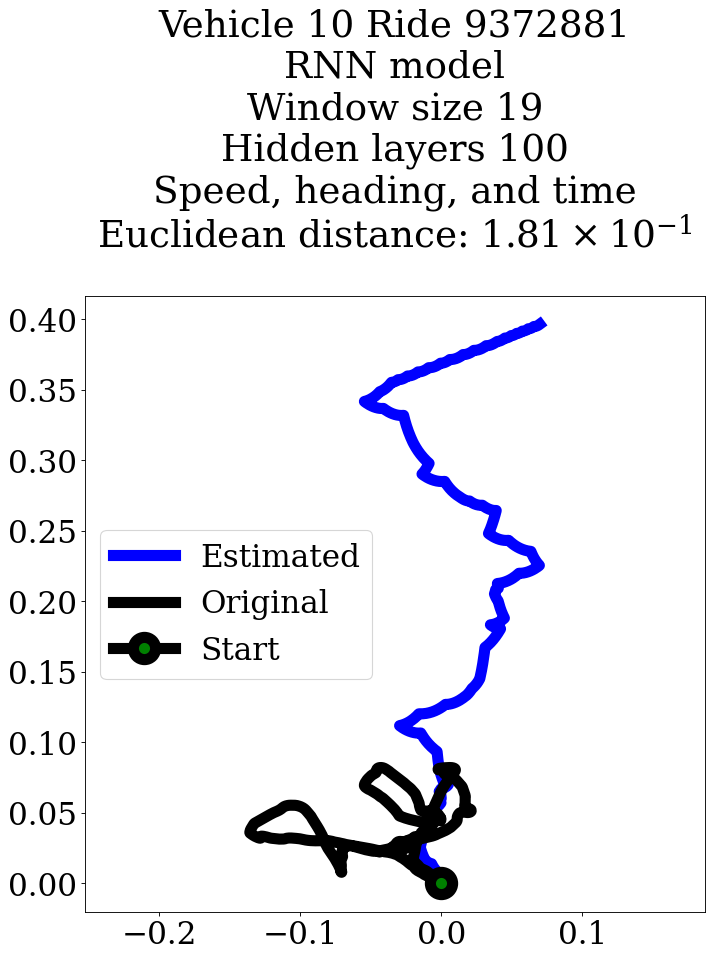 Vehicle 10 Ride 9372881
RNN model
Window size 19
Hidden layers 100
Speed, heading, and time
Euclidean distance: 1.81 × 10⁻¹
0.40
0.35
0.30
0.25
0.20
0.15
0.10
0.05
0.00
Estimated
Original
Start
−0.2 −0.1 0.0 0.1